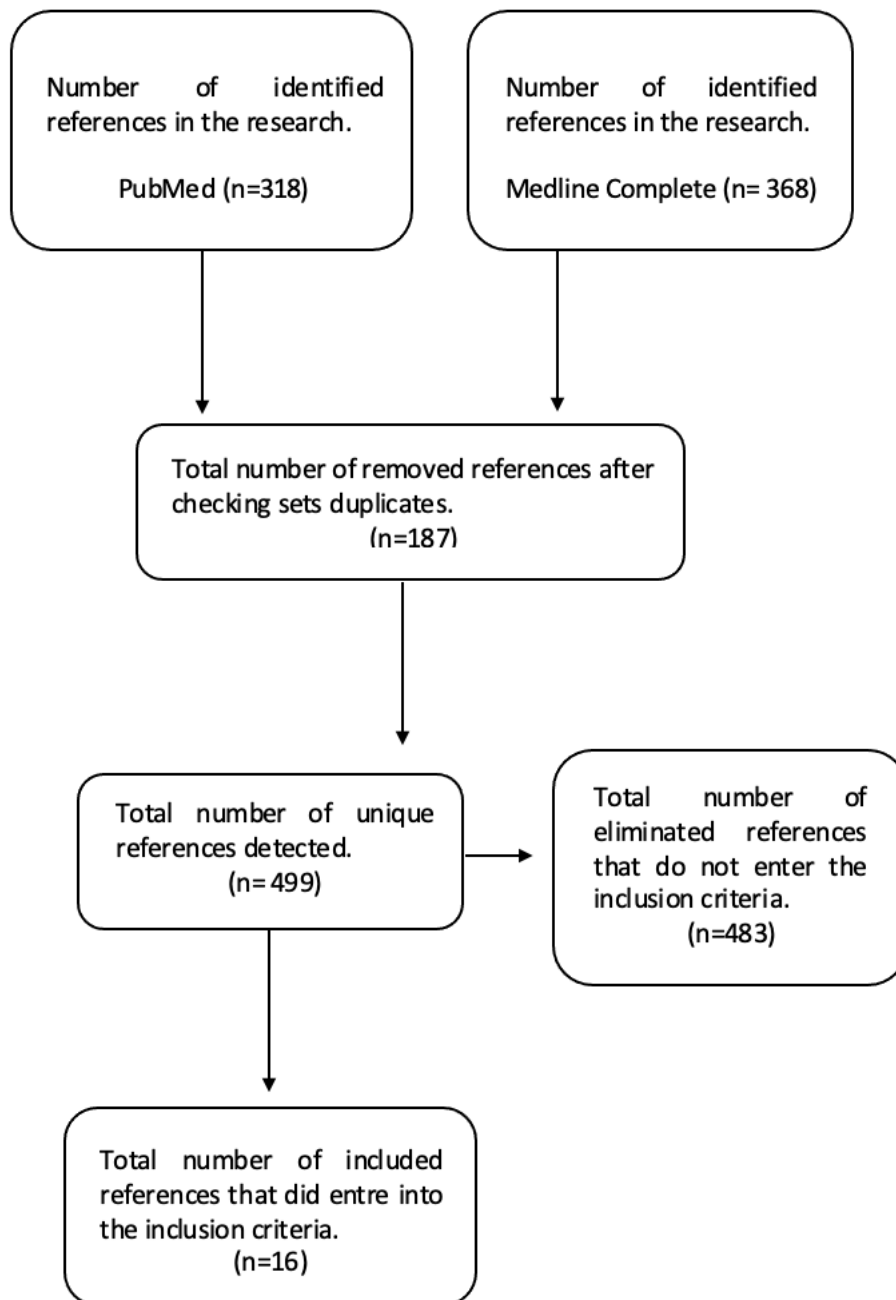 Number of identified
references in the research.
PubMed (n=318)
Number of identified
references in the research.
Medline Complete (n= 368)
Total number of removed references after
checking sets duplicates.
(n=187)
Total number of unique
references detected.
(n= 499)
Total number of
eliminated references
that do not enter the
inclusion criteria.
(n=483)
Total number of included
references that did entre into
the inclusion criteria.
(n=16)